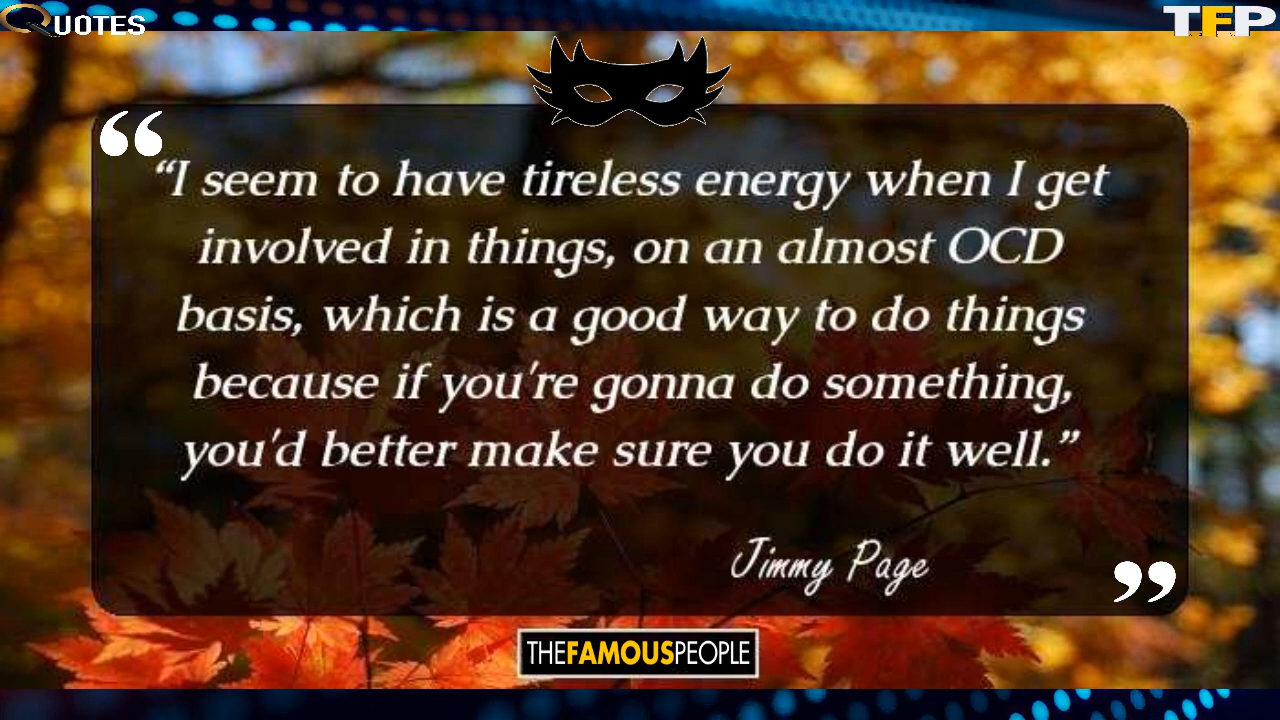 QUOTES
TFP
“I seem to have tireless energy when I get
involved in things, on an almost OCD
basis, which is a good way to do things
because if you're gonna do something,
you'd better make sure you do it well.”
Jimmy Page
THEFAMOUSPEOPLE